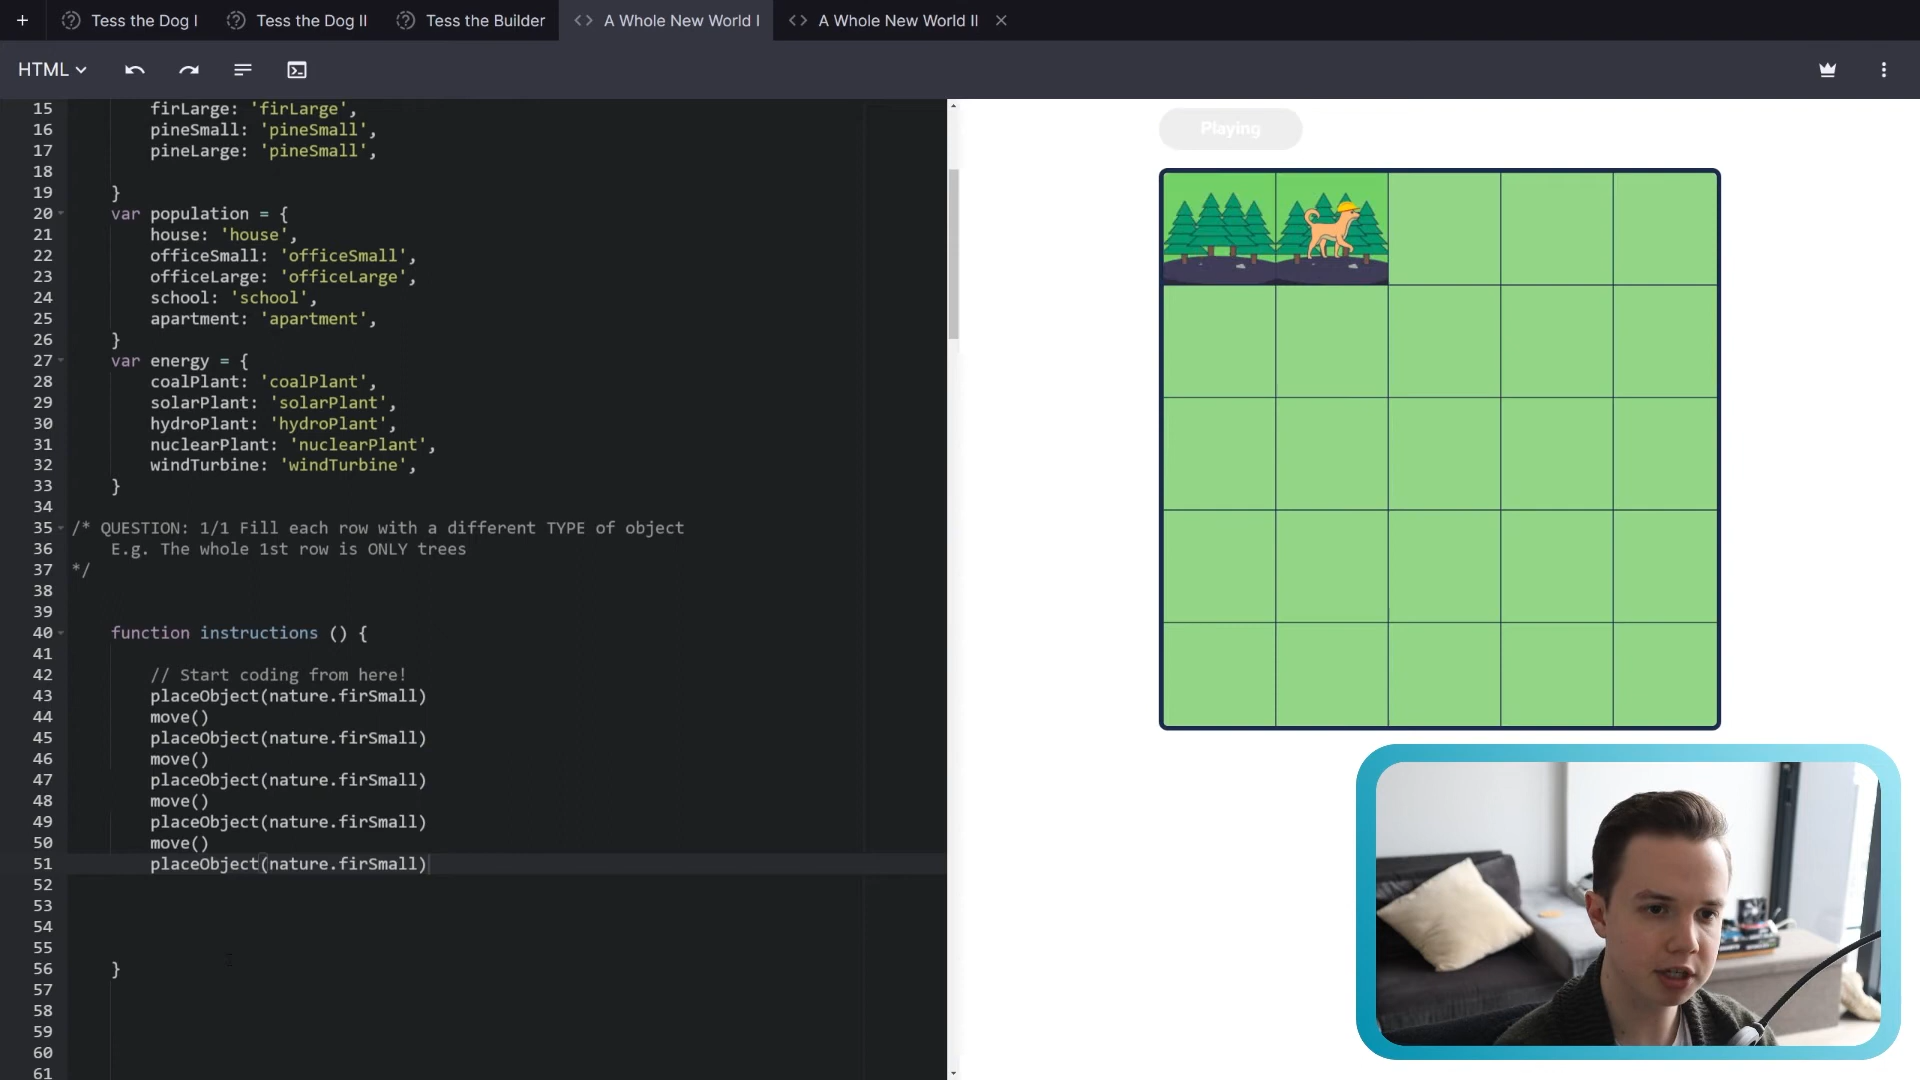 + Tess the Dog I Tess the Dog II Tess the Builder <> A Whole New World I <> A Whole New World II ×
HTML
15 firLarge: 'firLarge',
16 pineSmall: 'pineSmall',
17 pineLarge: 'pineSmall',
18
19 }
20 var population = {
21 house: 'house',
22 officeSmall: 'officeSmall',
23 officeLarge: 'officeLarge',
24 school: 'school',
25 apartment: 'apartment',
26 }
27 var energy = {
28 coalPlant: 'coalPlant',
29 solarPlant: 'solarPlant',
30 hydroPlant: 'hydroPlant',
31 nuclearPlant: 'nuclearPlant',
32 windTurbine: 'windTurbine',
33 }
34
35 /* QUESTION: 1/1 Fill each row with a different TYPE of object
36 E.g. The whole 1st row is ONLY trees
37 */
38
39
40 function instructions () {
41
42 // Start coding from here!
43 placeObject(nature.firSmall)
44 move()
45 placeObject(nature.firSmall)
46 move()
47 placeObject(nature.firSmall)
48 move()
49 placeObject(nature.firSmall)
50 move()
51 placeObject(nature.firSmall)
52
53
54
55
56 }
57
58
59
60
61
Playing